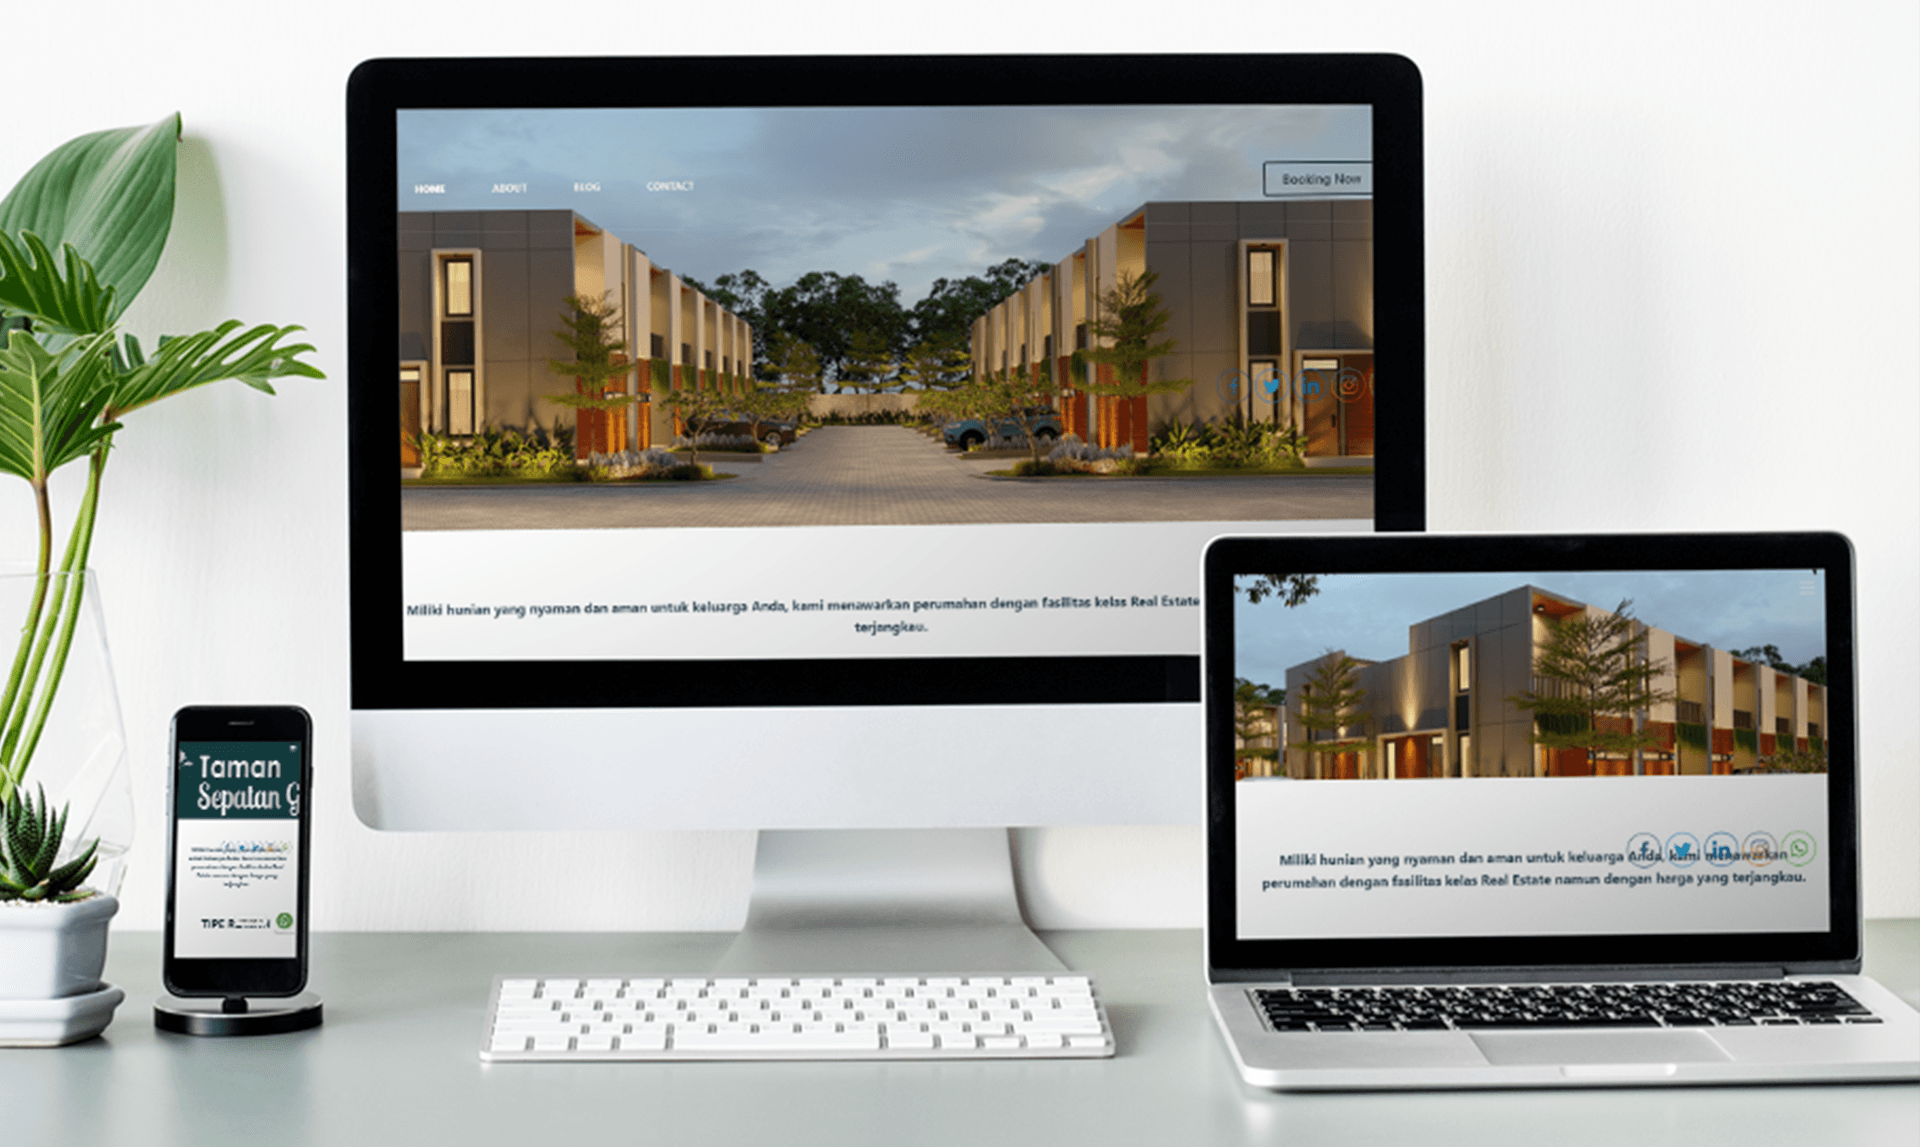 HOME ABOUT BLOG CONTACT
Booking Now
Miliki hunian yang nyaman dan aman untuk keluarga Anda, kami menawarkan perumahan dengan fasilitas kelas Real Estate
terjangkau.
Taman
Sepatan G
TIPE
Miliki hunian yang nyaman dan aman untuk keluarga Anda, kami menawarkan
perumahan dengan fasilitas kelas Real Estate namun dengan harga yang terjangkau.